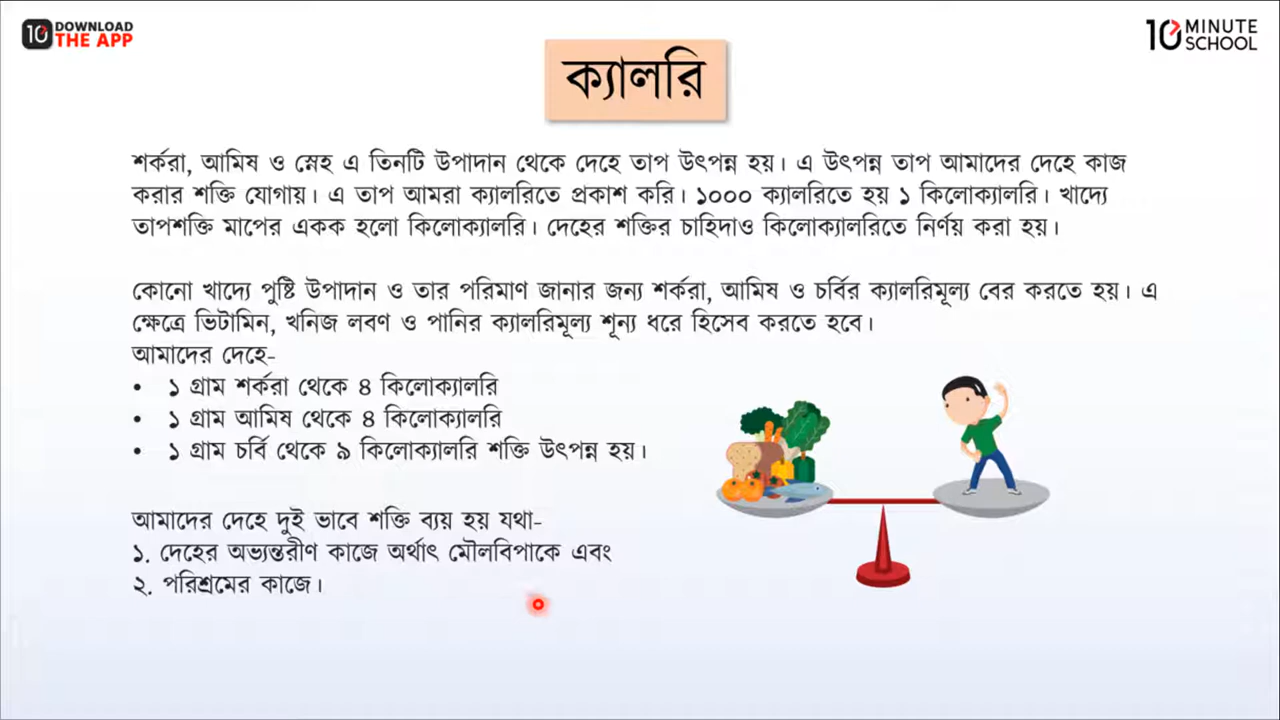 10 DOWNLOAD THE APP
10 MINUTE SCHOOL
ক্যালরি
শর্করা, আমিষ ও স্নেহ এ তিনটি উপাদান থেকে দেহে তাপ উৎপন্ন হয়। এ উৎপন্ন তাপ আমাদের দেহে কাজ
করার শক্তি যোগায়। এ তাপ আমরা ক্যালরিতে প্রকাশ করি। ১০০০ ক্যালরিতে হয় ১ কিলোক্যালরি। খাদ্যে
তাপশক্তি মাপের একক হলো কিলোক্যালরি। দেহের শক্তির চাহিদাও কিলোক্যালরিতে নির্ণয় করা হয়।
কোনো খাদ্যে পুষ্টি উপাদান ও তার পরিমাণ জানার জন্য শর্করা, আমিষ ও চর্বির ক্যালরিমূল্য বের করতে হয়। এ
ক্ষেত্রে ভিটামিন, খনিজ লবণ ও পানির ক্যালরিমূল্য শূন্য ধরে হিসেব করতে হবে।
আমাদের দেহে-
• ১ গ্রাম শর্করা থেকে ৪ কিলোক্যালরি
• ১ গ্রাম আমিষ থেকে ৪ কিলোক্যালরি
• ১ গ্রাম চর্বি থেকে ৯ কিলোক্যালরি শক্তি উৎপন্ন হয়।
আমাদের দেহে দুই ভাবে শক্তি ব্যয় হয় যথা-
১. দেহের অভ্যন্তরীণ কাজে অর্থাৎ মৌলবিপাকে এবং
২. পরিশ্রমের কাজে।